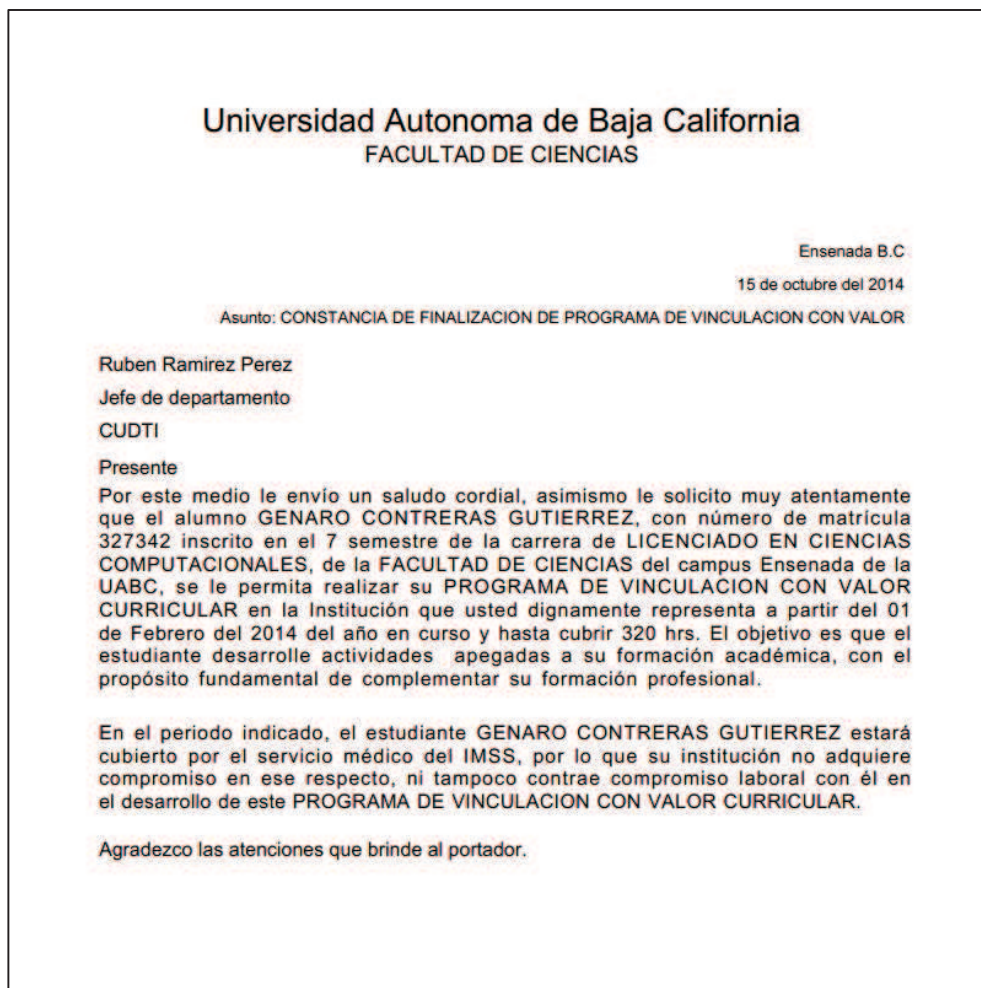 Universidad Autonoma de Baja California
FACULTAD DE CIENCIAS
Ensenada B.C
15 de octubre del 2014
Asunto: CONSTANCIA DE FINALIZACION DE PROGRAMA DE VINCULACION CON VALOR
Ruben Ramirez Perez
Jefe de departamento
CUDTI
Presente
Por este medio le envío un saludo cordial, asimismo le solicito muy atentamente
que el alumno GENARO CONTRERAS GUTIERREZ, con número de matrícula
327342 inscrito en el 7 semestre de la carrera de LICENCIADO EN CIENCIAS
COMPUTACIONALES, de la FACULTAD DE CIENCIAS del campus Ensenada de la
UABC, se le permita realizar su PROGRAMA DE VINCULACION CON VALOR
CURRICULAR en la Institución que usted dignamente representa a partir del 01
de Febrero del 2014 del año en curso y hasta cubrir 320 hrs. El objetivo es que el
estudiante desarrolle actividades  apegadas a su formación académica, con el
propósito fundamental de complementar su formación profesional.
En el periodo indicado, el estudiante GENARO CONTRERAS GUTIERREZ estará
cubierto por el servicio médico del IMSS, por lo que su institución no adquiere
compromiso en ese respecto, ni tampoco contrae compromiso laboral con él en
el desarrollo de este PROGRAMA DE VINCULACION CON VALOR CURRICULAR.
Agradezco las atenciones que brinde al portador.